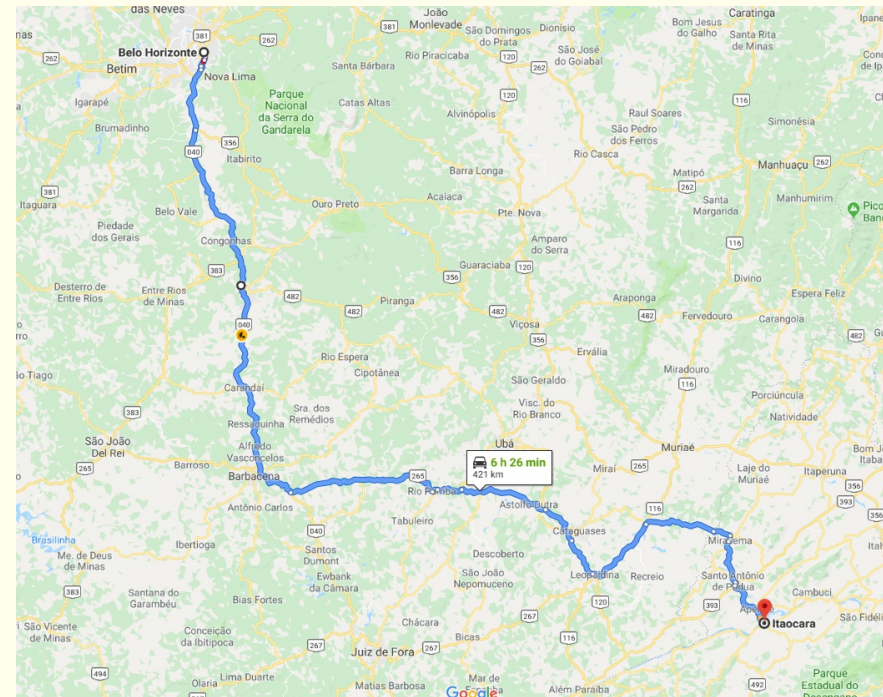 das Neves
381
262
João
Monlevade
381
São Domingos
do Prata
Dionísio
Bom Jesus
do Galho
Caratinga
Santa Rita
de Minas
Belo Horizonte
262
Betim
Nova Lima
Santa Bárbara
Rio Piracicaba
120
São José
do Goiabal
262
Parque
Nacional
da Serra do
Gandarela
Catas Altas
120
Igarapé
Brumadinho
356
040
Itabirito
Alvinópolis
Raul Soares
116
Simonésia
São Pedro
dos Ferros
Rio Casca
Barra Longa
Matipó
262
Manhuaçu
262
381
Itaguara
Ouro Preto
Acaiaca
Pte. Nova
Santa
Margarida
Manhumirim
Belo Vale
Piedade
dos Gerais
Congonhas
383
Amparo
do Serra
116
356
Guaraciaba
120
Desterro de
Entre Rios
Entre Rios
de Minas
482
Piranga
482
Araponga
482
Divino
Espera Feliz
Fervedouro
Carangola
040
Viçosa
356
482
Rio Espera
Cipotânea
Ervália
Miradouro
116
São Geraldo
Carandaí
383
Ressaquinha
Sra. dos
Remédios
Visc. do
Rio Branco
Porciúncula
Natividade
São João
Del Rei
Alfredo
Vasconcelos
265
Barroso
Barbacena
Ubá
6 h 26 min
421 km
Muriaé
Miraí
265
Laje do
Muriaé
Itaperuna
356
393
356
265
Rio Pomba
Antônio Carlos
Tabuleiro
Astolfo Dutra
116
Cataguases
Miracema
040
Brasilinha
Ibertioga
Me. de Deus
de Minas
Santos
Dumont
Descoberto
Leopoldina
Recreio
Santo Antônio
de Pádua
Cambuci
383
Ewbank
da Câmara
São João
Nepomuceno
120
393
Santana do
Garambéu
Bias Fortes
Aperibé
Itaocara
São Fidélis
267
São Vicente
de Minas
Conceição
da Ibitipoca
Chácara
267
Bicas
116
Juiz de Fora
267
494
Lima Duarte
Olaria
267
Matias Barbosa
Google
Mar de
Espanha
Além Paraíba
492
Parque
Estadual do
Desengano